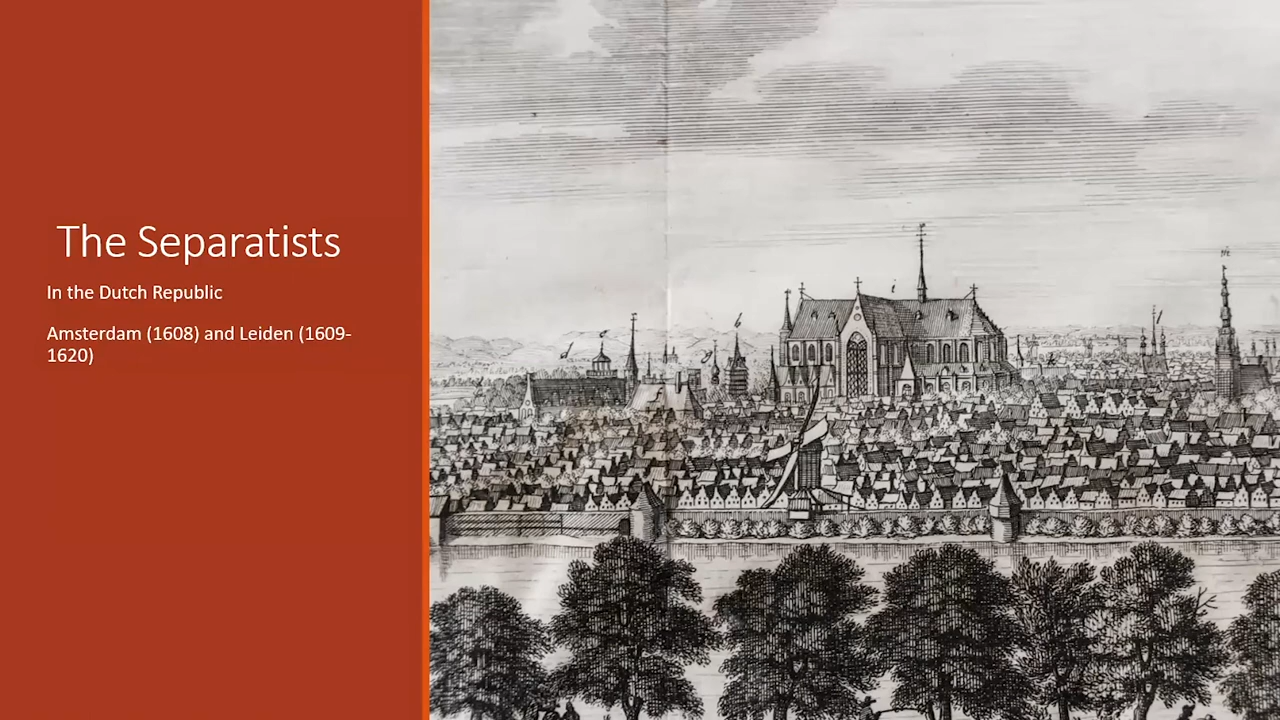 The Separatists
In the Dutch Republic
Amsterdam (1608) and Leiden (1609-
1620)
i
b